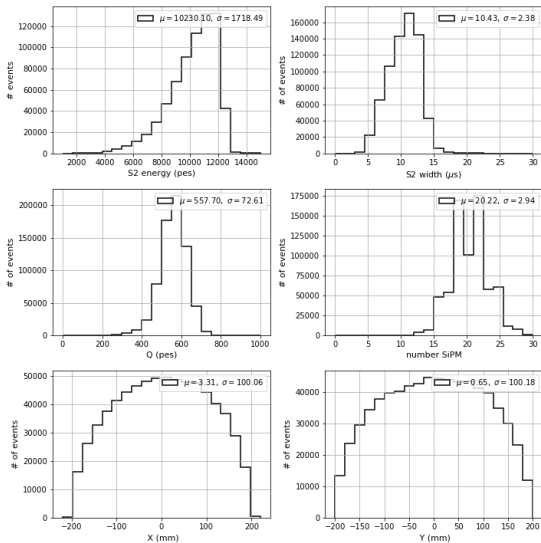 μ=10230.10, σ=1718.49
# events
120000
100000
80000
60000
40000
20000
0
2000 4000 6000 8000 10000 12000 14000
S2 energy (pes)
μ=10.43, σ=2.38
# of events
160000
140000
120000
100000
80000
60000
40000
20000
0
0 5 10 15 20 25 30
S2 width (μs)
μ=557.70, σ=72.61
# of events
200000
150000
100000
50000
0
0 200 400 600 800 1000
Q (pes)
μ=20.22, σ=2.94
# of events
175000
150000
125000
100000
75000
50000
25000
0
0 5 10 15 20 25 30
number SiPM
μ=3.31, σ=100.06
# of events
50000
40000
30000
20000
10000
0
−200 −100 0 100 200
X (mm)
μ=0.65, σ=100.18
# of events
40000
30000
20000
10000
0
−200 −150 −100 −50 0 50 100 150 200
Y (mm)